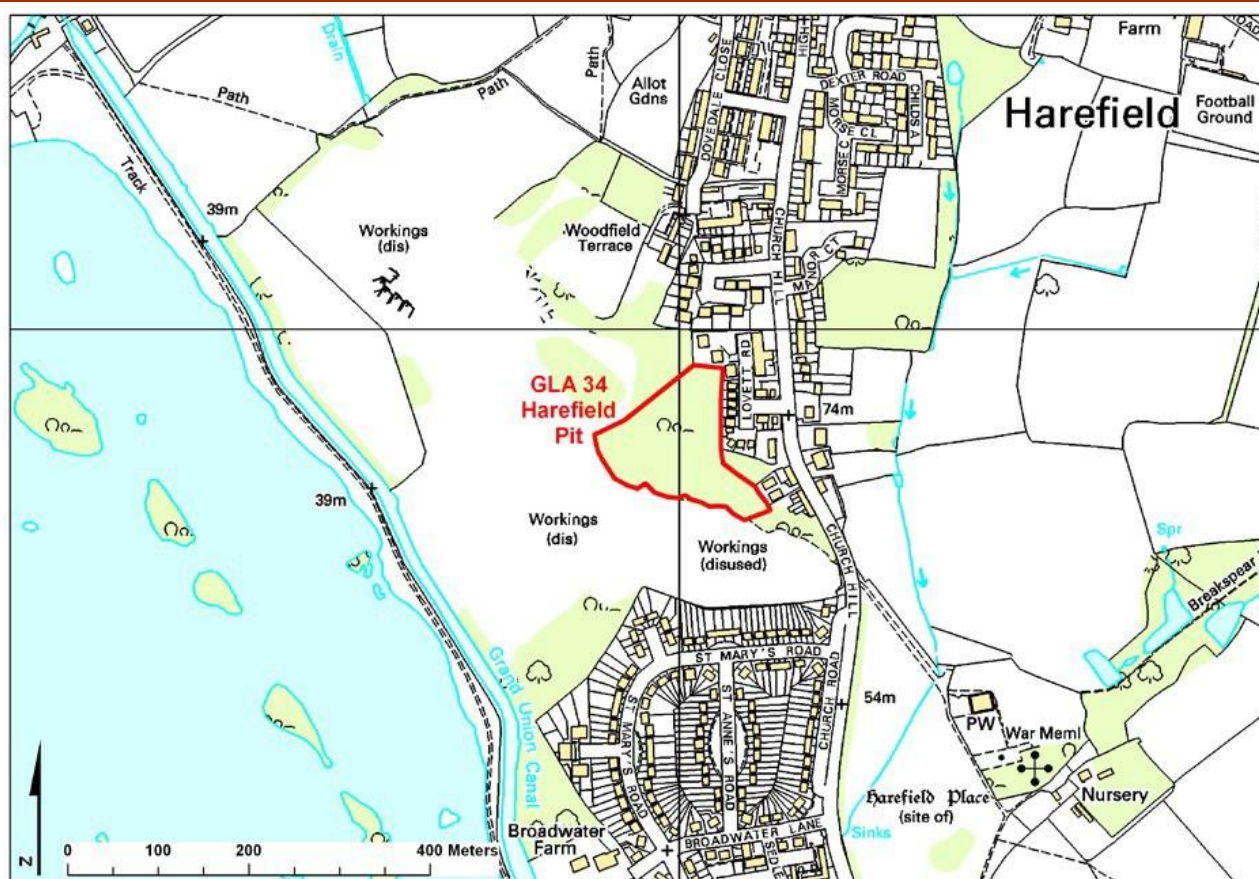 Drain
Path
Path
Path
Track
39m
Allot
Gdns
DOVEDALE CLOSE
HIGH
DEXTER ROAD
MORSE CL
CHILDS A
Farm
Harefield
Football
Ground
Workings
(dis)
Woodfield
Terrace
CHURCH HILL
MANOR CT
GLA 34
Harefield
Pit
LOVETT RD
74m
39m
Workings
(dis)
Workings
(disused)
CHURCH HILL
Spr
Breakspear
Grand Union Canal
ST MARY'S ROAD
ST MARY'S ROAD
ST ANNE'S ROAD
CHURCH ROAD
54m
PW
War Meml
Harefield Place
(site of)
Nursery
Broadwater
Farm
BROADWATER LANE
Sinks
N
0 100 200 400 Meters